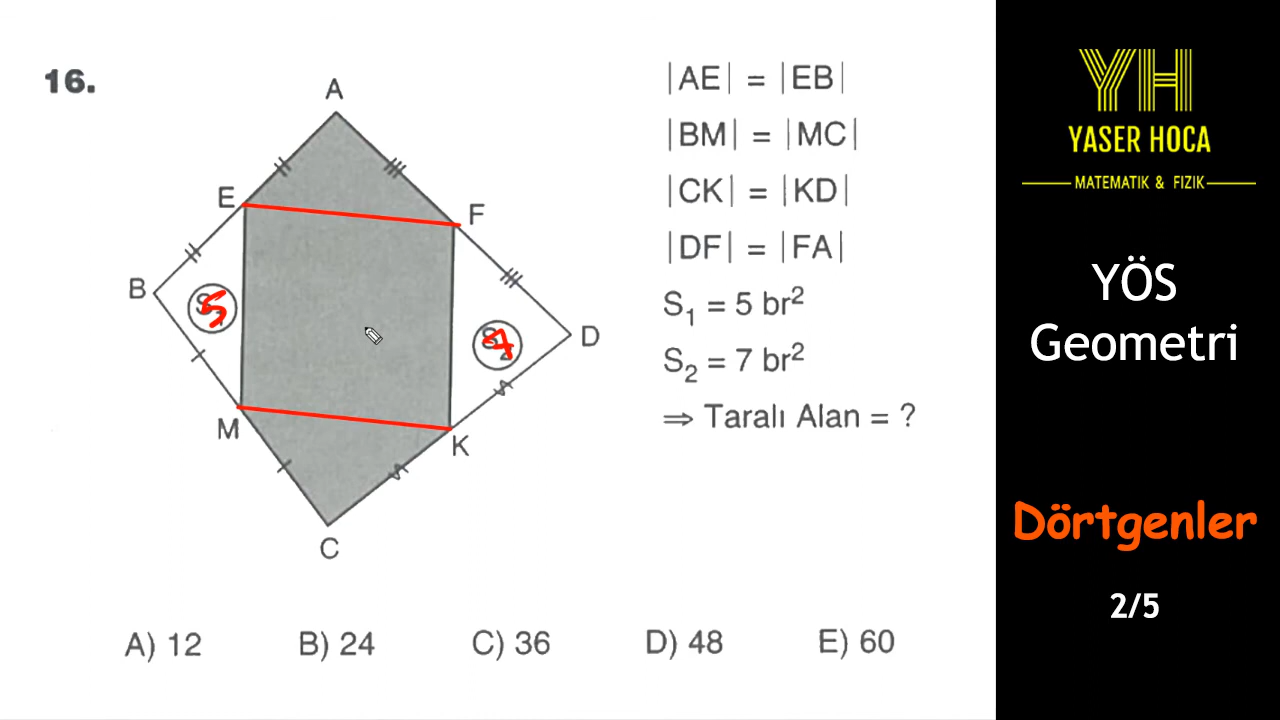 16.
A
E
F
B
S
5
S
7
D
M
K
C
|AE| = |EB|
|BM| = |MC|
|CK| = |KD|
|DF| = |FA|
S₁ = 5 br²
S₂ = 7 br²
⇒ Taralı Alan = ?
A) 12 B) 24 C) 36 D) 48 E) 60
YH
YASER HOCA
MATEMATIK & FIZIK
YÖS
Geometri
Dörtgenler
2/5